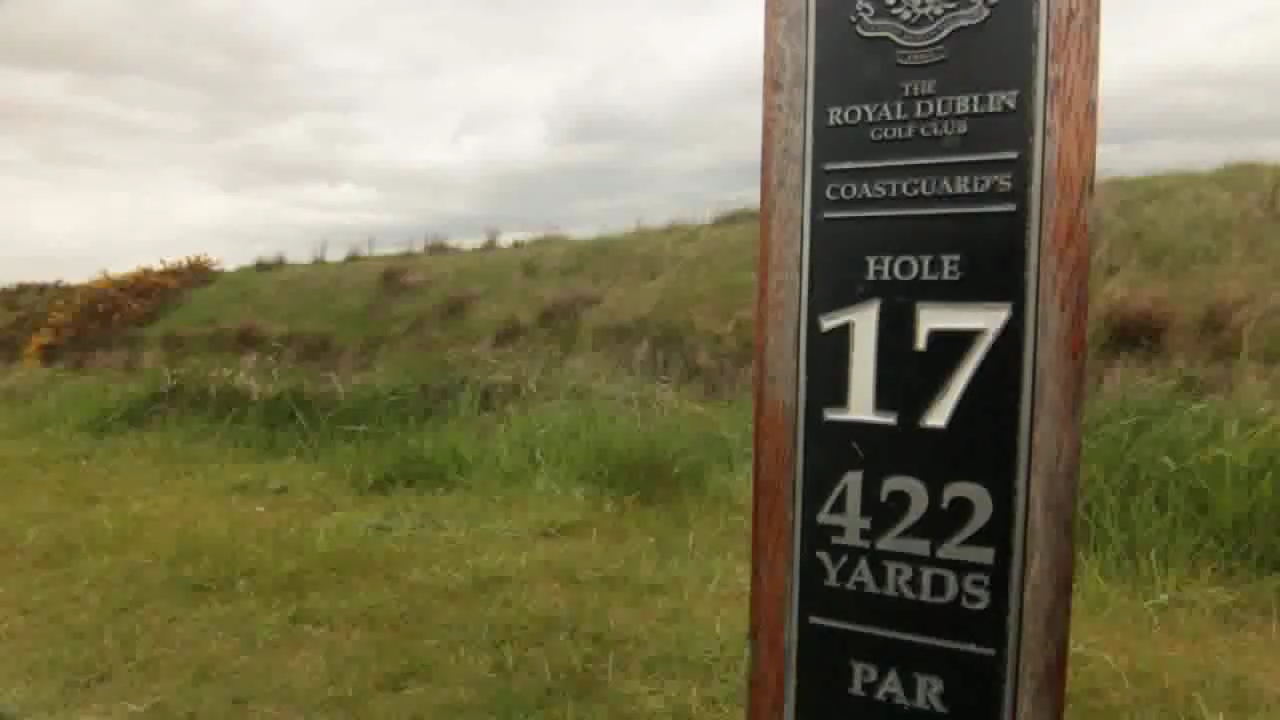 THE
ROYAL DUBLIN
GOLF CLUB
COASTGUARD'S
HOLE
17
422
YARDS
PAR